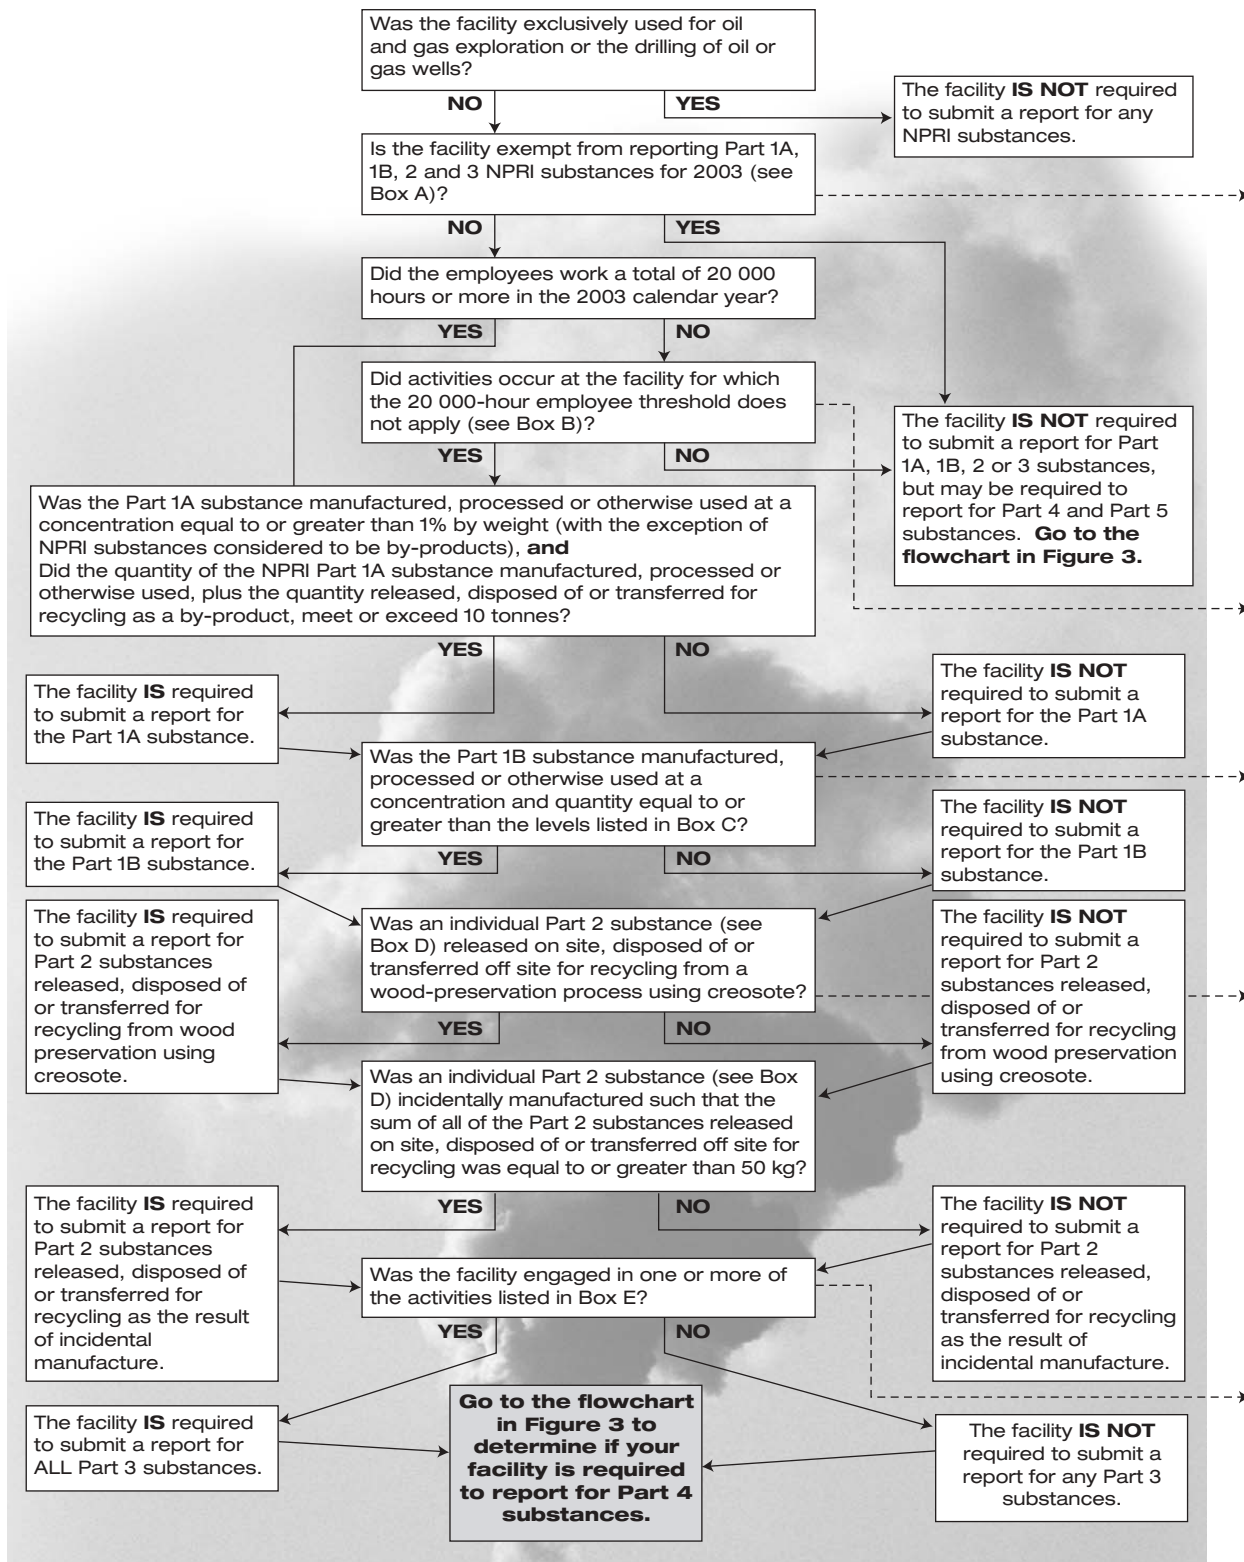 Was the facility exclusively used for oil
and gas exploration or the drilling of oil or
gas wells?
NO
YES
The facility IS NOT required
to submit a report for any
NPRI substances.
Is the facility exempt from reporting Part 1A,
1B, 2 and 3 NPRI substances for 2003 (see
Box A)?
NO
YES
Did the employees work a total of 20 000
hours or more in the 2003 calendar year?
YES
NO
Did activities occur at the facility for which
the 20 000-hour employee threshold does
not apply (see Box B)?
YES
NO
The facility IS NOT required
to submit a report for Part
1A, 1B, 2 or 3 substances,
but may be required to
report for Part 4 and Part 5
substances. Go to the
flowchart in Figure 3.
Was the Part 1A substance manufactured, processed or otherwise used at a
concentration equal to or greater than 1% by weight (with the exception of
NPRI substances considered to be by-products), and
Did the quantity of the NPRI Part 1A substance manufactured, processed or
otherwise used, plus the quantity released, disposed of or transferred for
recycling as a by-product, meet or exceed 10 tonnes?
YES
NO
The facility IS required
to submit a report for
the Part 1A substance.
The facility IS NOT
required to submit a
report for the Part 1A
substance.
Was the Part 1B substance manufactured,
processed or otherwise used at a
concentration and quantity equal to or
greater than the levels listed in Box C?
YES
NO
The facility IS required
to submit a report for
the Part 1B substance.
The facility IS NOT
required to submit a
report for the Part 1B
substance.
Was an individual Part 2 substance (see
Box D) released on site, disposed of or
transferred off site for recycling from a
wood-preservation process using creosote?
YES
NO
The facility IS required
to submit a report for
Part 2 substances
released, disposed of
or transferred for
recycling from wood
preservation using
creosote.
The facility IS NOT
required to submit a
report for Part 2
substances released,
disposed of or
transferred for recycling
from wood preservation
using creosote.
Was an individual Part 2 substance (see Box
D) incidentally manufactured such that the
sum of all of the Part 2 substances released
on site, disposed of or transferred off site for
recycling was equal to or greater than 50 kg?
YES
NO
The facility IS required
to submit a report for
Part 2 substances
released, disposed of
or transferred for
recycling as the result
of incidental
manufacture.
The facility IS NOT
required to submit a
report for Part 2
substances released,
disposed of or
transferred for recycling
as the result of
incidental manufacture.
Was the facility engaged in one or more of
the activities listed in Box E?
YES
NO
The facility IS required
to submit a report for
ALL Part 3 substances.
Go to the flowchart
in Figure 3 to
determine if your
facility is required
to report for Part 4
substances.
The facility IS NOT
required to submit a
report for any Part 3
substances.